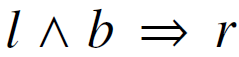 l ∧ b ⇒ r